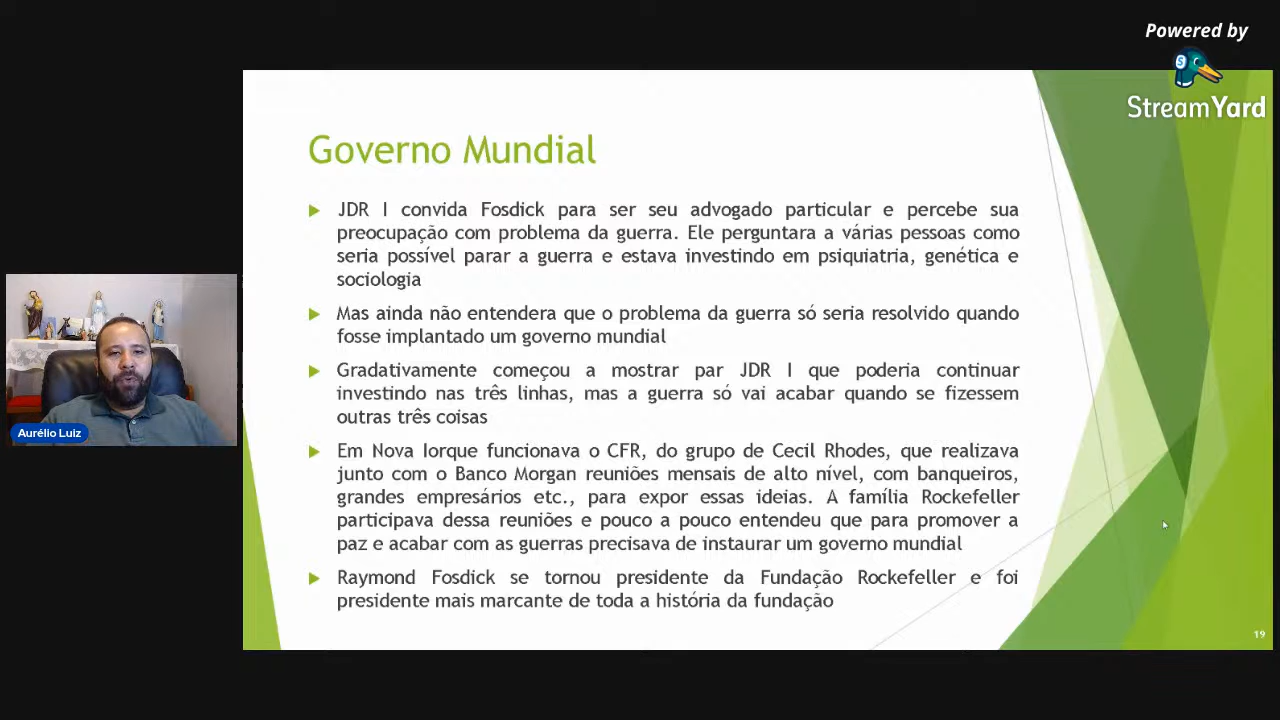 Powered by
StreamYard
Governo Mundial
JDR I convida Fosdick para ser seu advogado particular e percebe sua
preocupação com problema da guerra. Ele perguntara a várias pessoas como
seria possível parar a guerra e estava investindo em psiquiatria, genética e
sociologia
Mas ainda não entendera que o problema da guerra só seria resolvido quando
fosse implantado um governo mundial
Gradativamente começou a mostrar par JDR I que poderia continuar
investindo nas três linhas, mas a guerra só vai acabar quando se fizessem
outras três coisas
Em Nova Iorque funcionava o CFR, do grupo de Cecil Rhodes, que realizava
junto com o Banco Morgan reuniões mensais de alto nível, com banqueiros,
grandes empresários etc., para expor essas ideias. A família Rockefeller
participava dessa reuniões e pouco a pouco entendeu que para promover a
paz e acabar com as guerras precisava de instaurar um governo mundial
Raymond Fosdick se tornou presidente da Fundação Rockefeller e foi
presidente mais marcante de toda a história da fundação
Aurélio Luiz
19